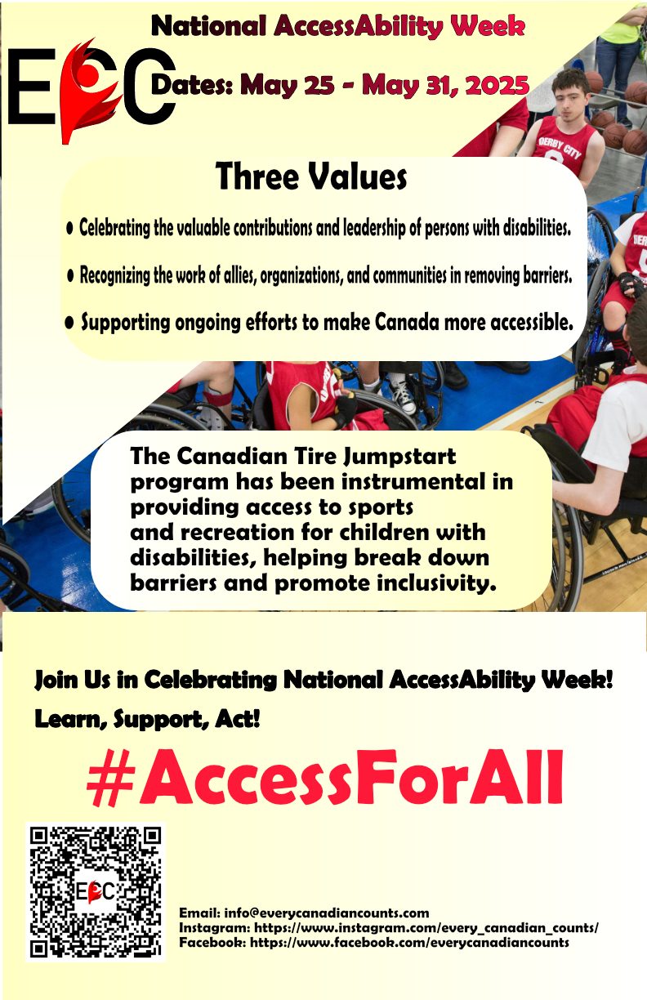 National AccessAbility Week
ECC
Dates: May 25 - May 31, 2025
DERBY CITY
Three Values
• Celebrating the valuable contributions and leadership of persons with disabilities.
• Recognizing the work of allies, organizations, and communities in removing barriers.
• Supporting ongoing efforts to make Canada more accessible.
The Canadian Tire Jumpstart
program has been instrumental in
providing access to sports
and recreation for children with
disabilities, helping break down
barriers and promote inclusivity.
Join Us in Celebrating National AccessAbility Week!
Learn, Support, Act!
#AccessForAll
ECC
Email: info@everycanadiancounts.com
Instagram: https://www.instagram.com/every_canadian_counts/
Facebook: https://www.facebook.com/everycanadiancounts